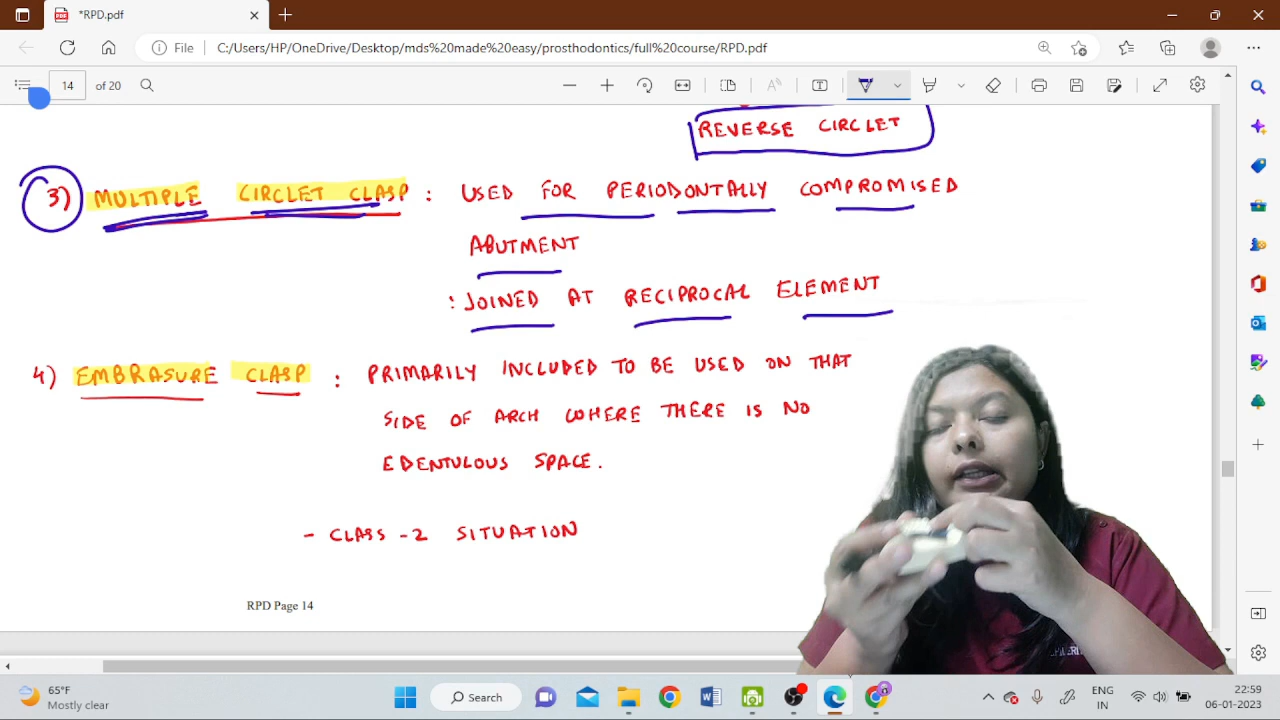 *RPD.pdf
File
C:/Users/HP/OneDrive/Desktop/mds%20made%20easy/prosthodontics/full%20course/RPD.pdf
14 of 20
REVERSE CIRCLET
3) MULTIPLE CIRCLET CLASP : USED FOR PERIODONTALLY COMPROMISED
ABUTMENT
: JOINED AT RECIPROCAL ELEMENT
4) EMBRASURE CLASP : PRIMARILY INCLUDED TO BE USED ON THAT
SIDE OF ARCH WHERE THERE IS NO
EDENTULOUS SPACE.
- CLASS - 2 SITUATION
RPD Page 14
65°F
Mostly clear
Search
ENG
IN
22:59
06-01-2023